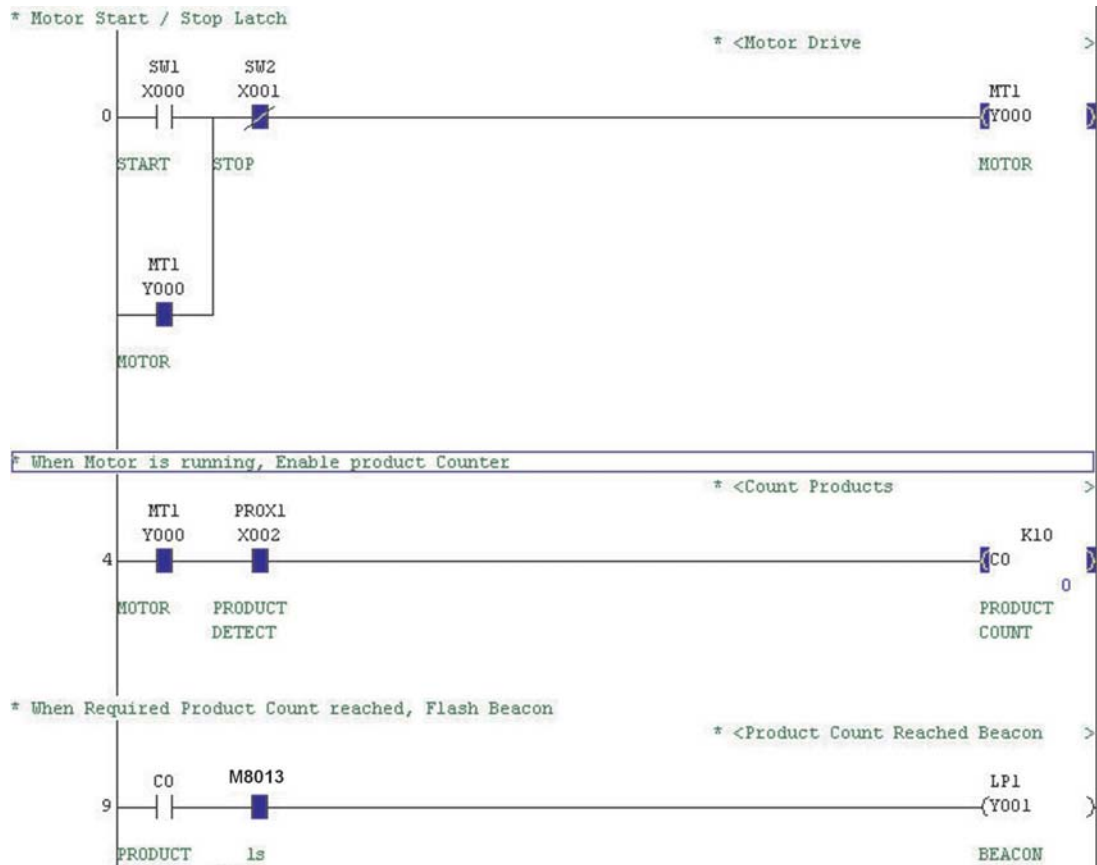 * Motor Start / Stop Latch
* <Motor Drive >
SW1 SW2
X000 X001 MT1
0 Y000
START STOP MOTOR
MT1
Y000
MOTOR
* When Motor is running, Enable product Counter
* <Count Products >
MT1 PROX1
Y000 X002 K10
4 C0
0
MOTOR PRODUCT PRODUCT
DETECT COUNT
* When Required Product Count reached, Flash Beacon
* <Product Count Reached Beacon >
C0 M8013 LP1
9 Y001
PRODUCT 1s BEACON